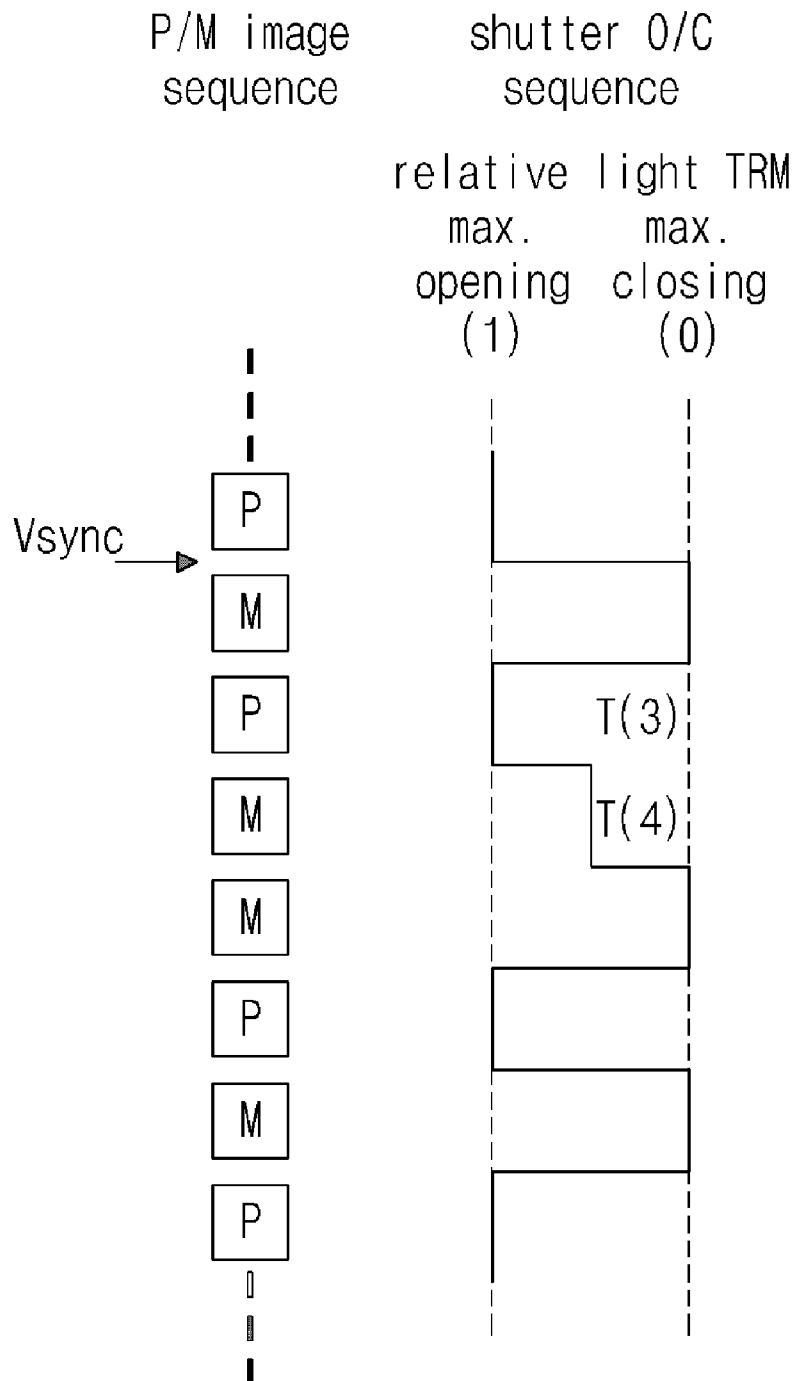 P/M image
sequence
shutter O/C
sequence
relative light TRM
max.
opening
(1)
max.
closing
(0)
P
Vsync
M
P
T(3)
M
T(4)
M
P
M
P